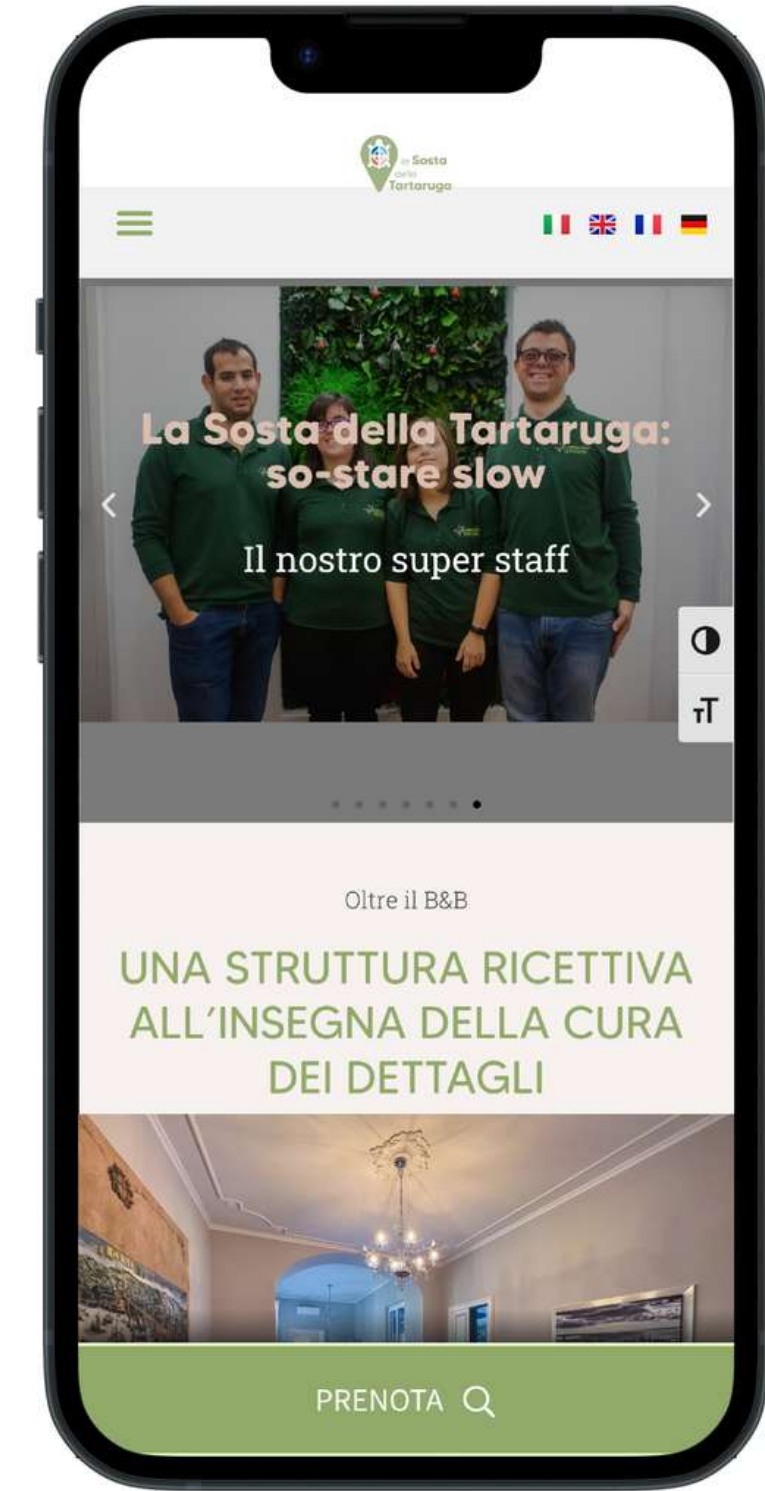 la Sosta
della
Tartaruga
La Sosta della Tartaruga:
so-stare slow
Il nostro super staff
TT
Oltre il B&B
UNA STRUTTURA RICETTIVA
ALL'INSEGNA DELLA CURA
DEI DETTAGLI
PRENOTA